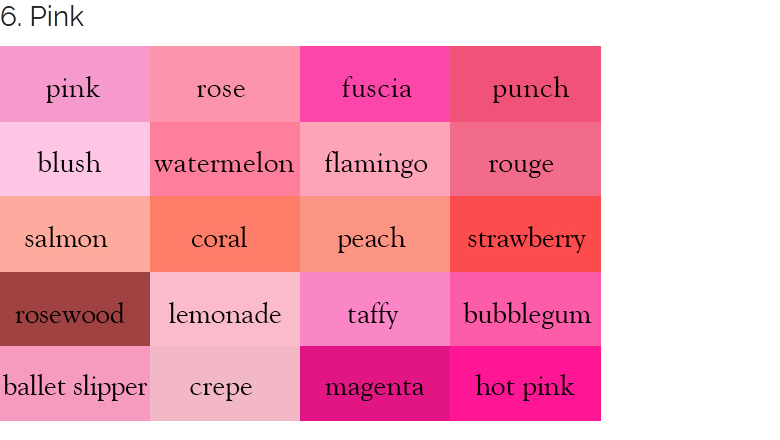 6. Pink
pink rose fuscia punch
blush watermelon flamingo rouge
salmon coral peach strawberry
rosewood lemonade taffy bubblegum
ballet slipper crepe magenta hot pink